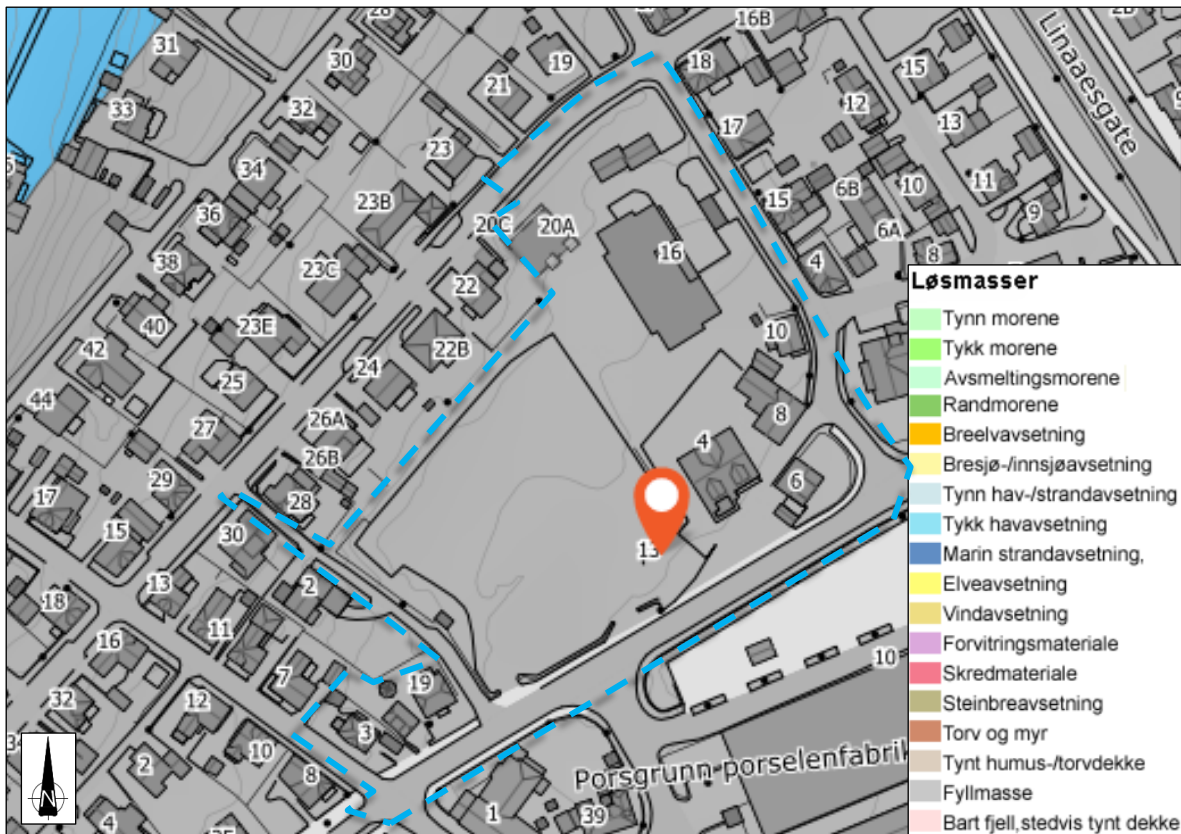 28
17
16B
2B
31
30
19
18
15
Linaaesgate
21
33
32
12
17
13
23
34
6B
10
11
36
23B
15
9
20C
20A
6A
16
8
38
23C
4
22
Løsmasser
40
23E
10
Tynn morene
42
22B
Tykk morene
24
25
Avsmeltingsmorene
44
8
Randmorene
27
26A
Breelvavsetning
26B
4
Bresjø-/innsjøavsetning
29
28
6
Tynn hav-/strandavsetning
17
15
30
Tykk havavsetning
13
Marin strandavsetning,
13
2
Elveavsetning
18
11
Vindavsetning
16
Forvitringsmateriale
10
7
19
Skredmateriale
32
12
Steinbreavsetning
3
Torv og myr
2
10
Tynt humus-/torvdekke
8
Porsgrunn porselenfabrik
Fyllmasse
N
4
1
39
Bart fjell,stedvis tynt dekke